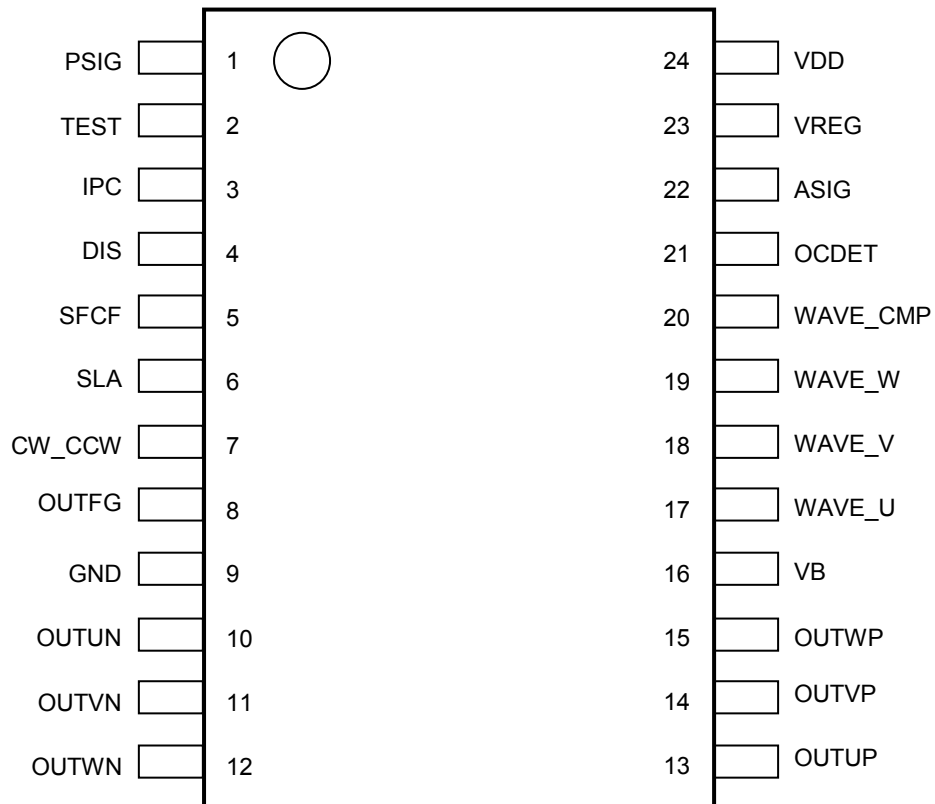 PSIG 1 24 VDD
TEST 2 23 VREG
IPC 3 22 ASIG
DIS 4 21 OCDET
SFCF 5 20 WAVE_CMP
SLA 6 19 WAVE_W
CW_CCW 7 18 WAVE_V
OUTFG 8 17 WAVE_U
GND 9 16 VB
OUTUN 10 15 OUTWP
OUTVN 11 14 OUTVP
OUTWN 12 13 OUTUP